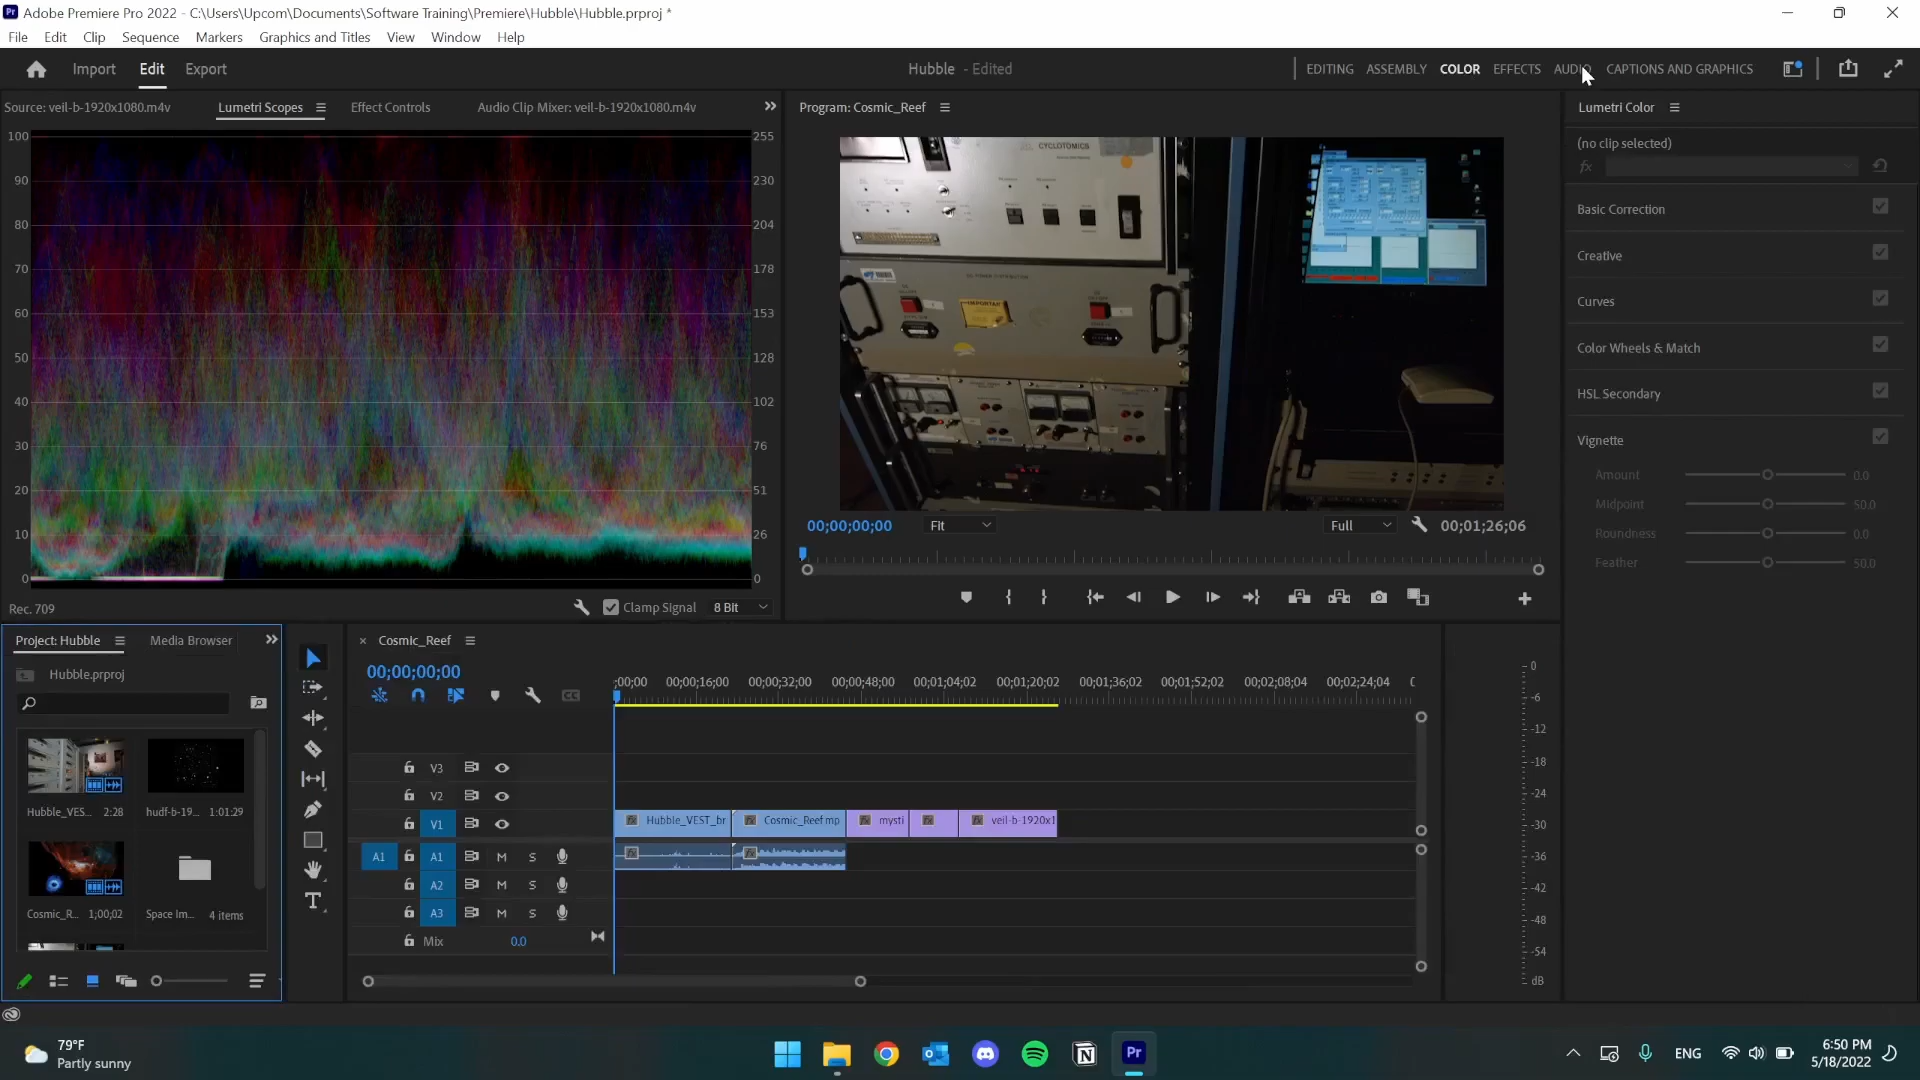 Adobe Premiere Pro 2022 - C:\Users\Upcom\Documents\Software Training\Premiere\Hubble\Hubble.prproj *
File Edit Clip Sequence Markers Graphics and Titles View Window Help
Import Edit Export
Hubble - Edited
EDITING ASSEMBLY COLOR EFFECTS AUDIO CAPTIONS AND GRAPHICS
Source: veil-b-1920x1080.m4v Lumetri Scopes Effect Controls Audio Clip Mixer: veil-b-1920x1080.m4v
100 255
90 230
80 204
70 178
60 153
50 128
40 102
30 76
20 51
10 26
0 0
Rec. 709 Clamp Signal 8 Bit
Program: Cosmic_Reef
CYCLOTOMICS
00;00;00;00 Fit Full 00;01;26;06
Lumetri Color
(no clip selected)
fx
Basic Correction
Creative
Curves
Color Wheels & Match
HSL Secondary
Vignette
Amount 0.0
Midpoint 50.0
Roundness 0.0
Feather 50.0
Project: Hubble Media Browser
Hubble.prproj
Hubble_VES... 2:28 hudf-b-19... 1:01:29
Cosmic_R... 1;00;02 Space Im... 4 items
Cosmic_Reef
00;00;00;00
;00;00 00;00;16;00 00;00;32;00 00;00;48;00 00;01;04;02 00;01;20;02 00;01;36;02 00;01;52;02 00;02;08;04 00;02;24;04
V3
V2
V1 Hubble_VEST_br Cosmic_Reef.mp mysti veil-b-1920x1
A1 A1 M S
A2 M S
A3 M S
Mix 0.0
0
-6
-12
-18
-24
-30
-36
-42
-48
-54
dB
79°F
Partly sunny
ENG
6:50 PM
5/18/2022